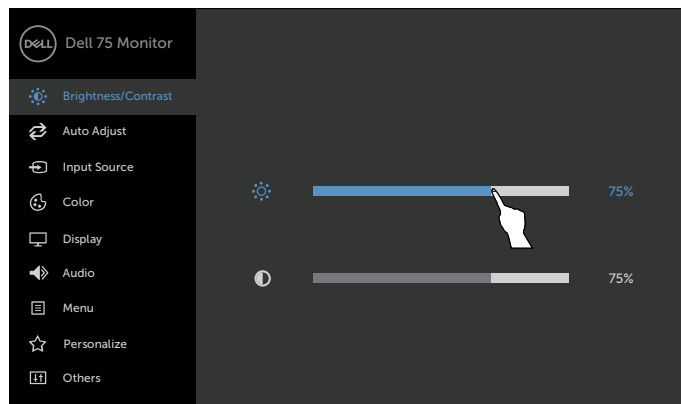 DELL Dell 75 Monitor
Brightness/Contrast
Auto Adjust
Input Source
Color
Display
Audio
Menu
Personalize
Others
75%
75%